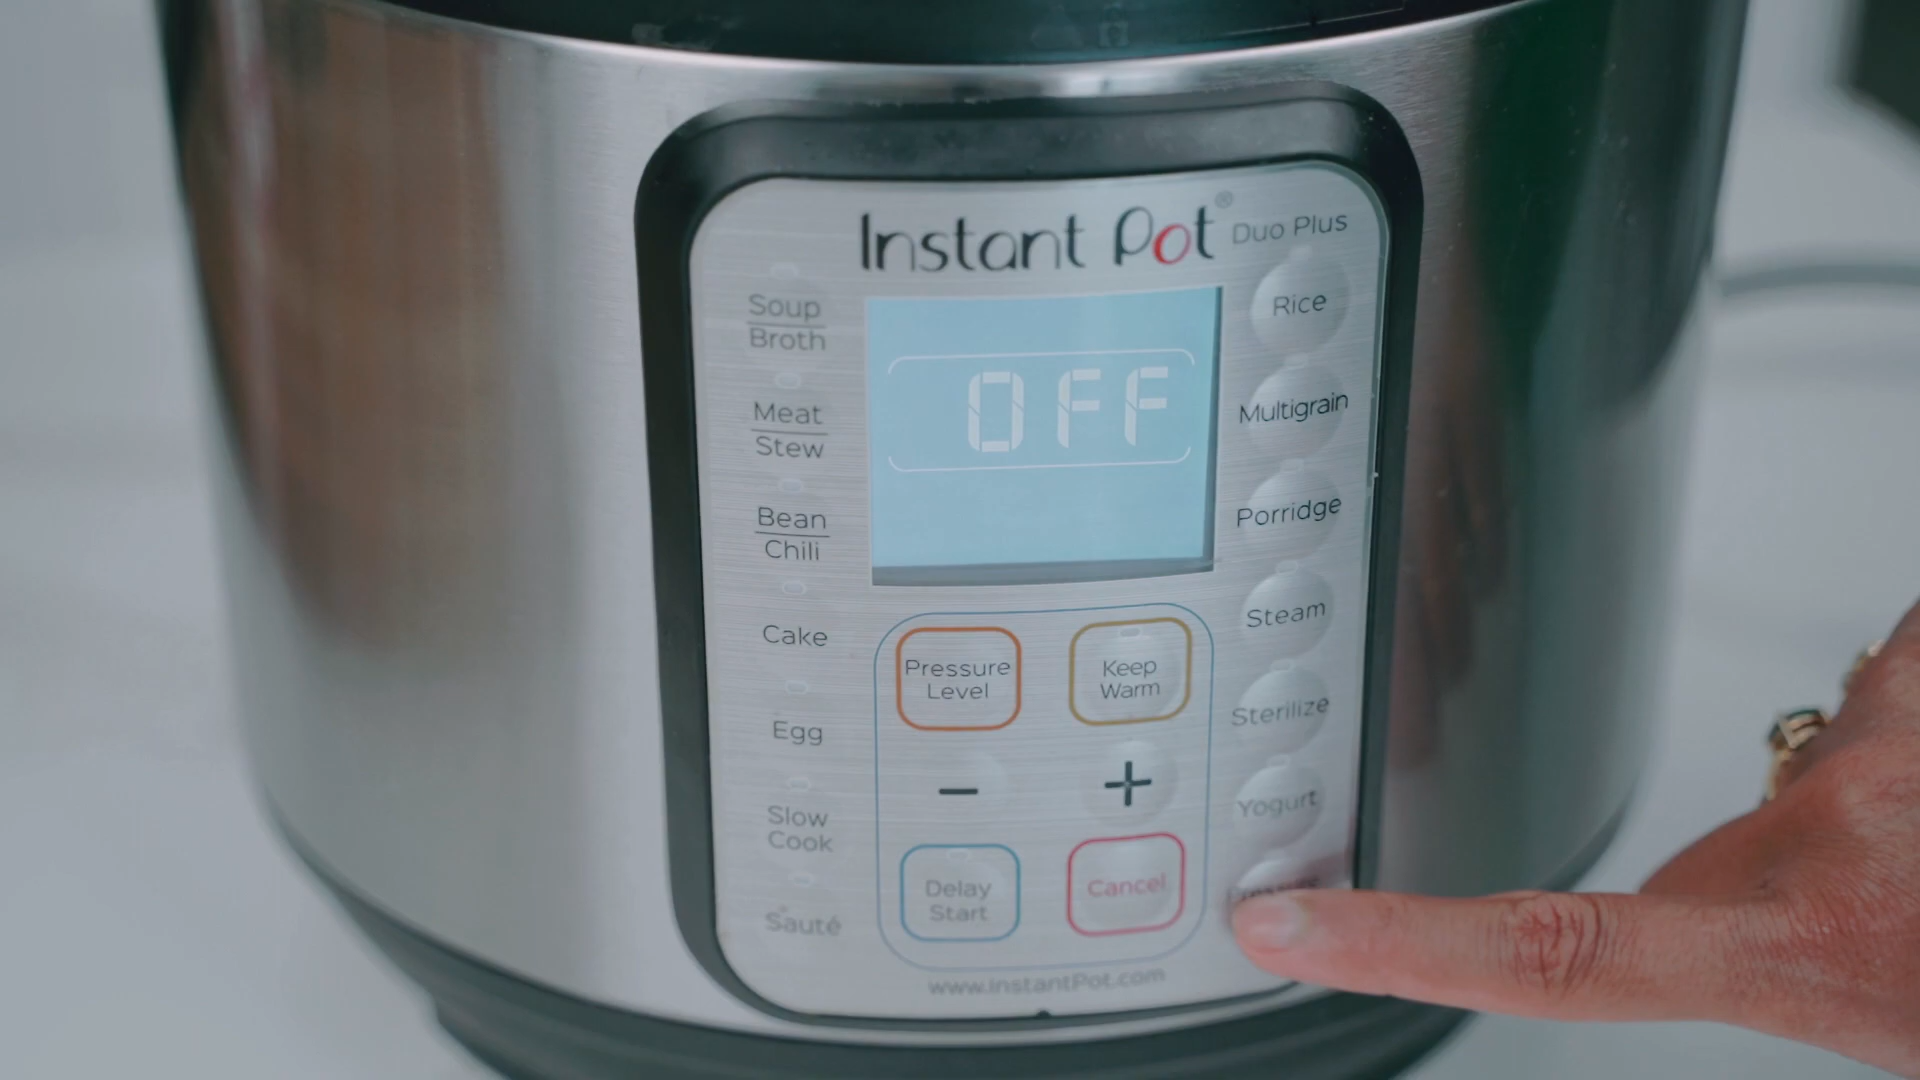 Instant Pot® Duo Plus
Soup
Broth
Meat
Stew
Bean
Chili
Cake
Egg
Slow
Cook
Sauté
OFF
Pressure
Level
Keep
Warm
−
+
Delay
Start
Cancel
Rice
Multigrain
Porridge
Steam
Sterilize
Yogurt
Pressure
www.InstantPot.com